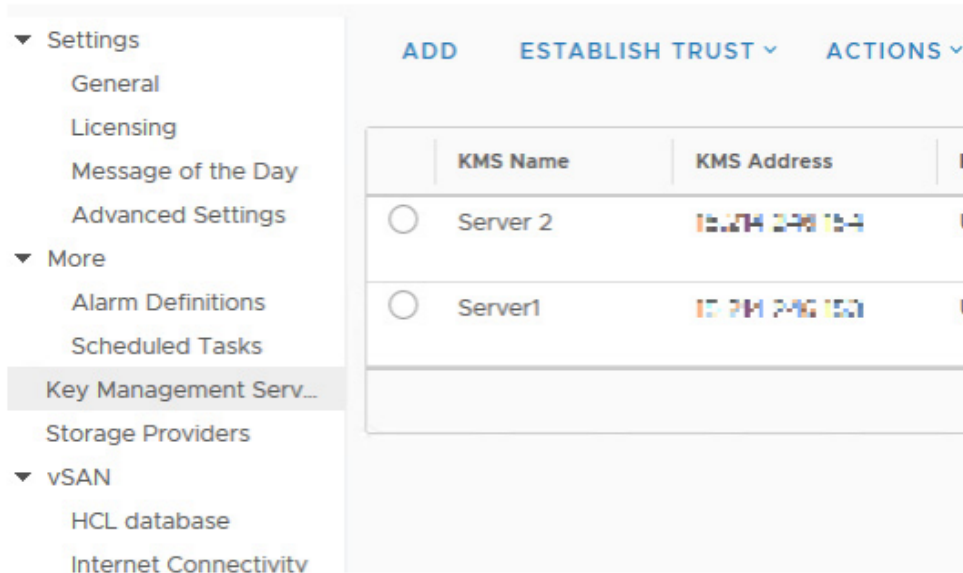 Settings
General
Licensing
Message of the Day
Advanced Settings
More
Alarm Definitions
Scheduled Tasks
Key Management Serv...
Storage Providers
vSAN
HCL database
Internet Connectivity
ADD ESTABLISH TRUST ACTIONS
KMS Name KMS Address
Server 2
Server1